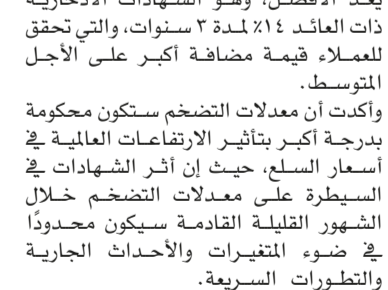 يعد الأفضل، وهو الشهادات الادخارية
ذات العائد ١٤٪ لمدة ٣ سنوات، والتي تحقق
للعملاء قيمة مضافة أكبر على الأجل
المتوسط.
وأكدت أن معدلات التضخم ستكون محكومة
بدرجة أكبر بتأثير الارتفاعات العالمية في
أسعار السلع، حيث إن أثر الشهادات في
السيطرة على معدلات التضخم خلال
الشهور القليلة القادمة سيكون محدودًا
في ضوء المتغيرات والأحداث الجارية
والتطورات السريعة.